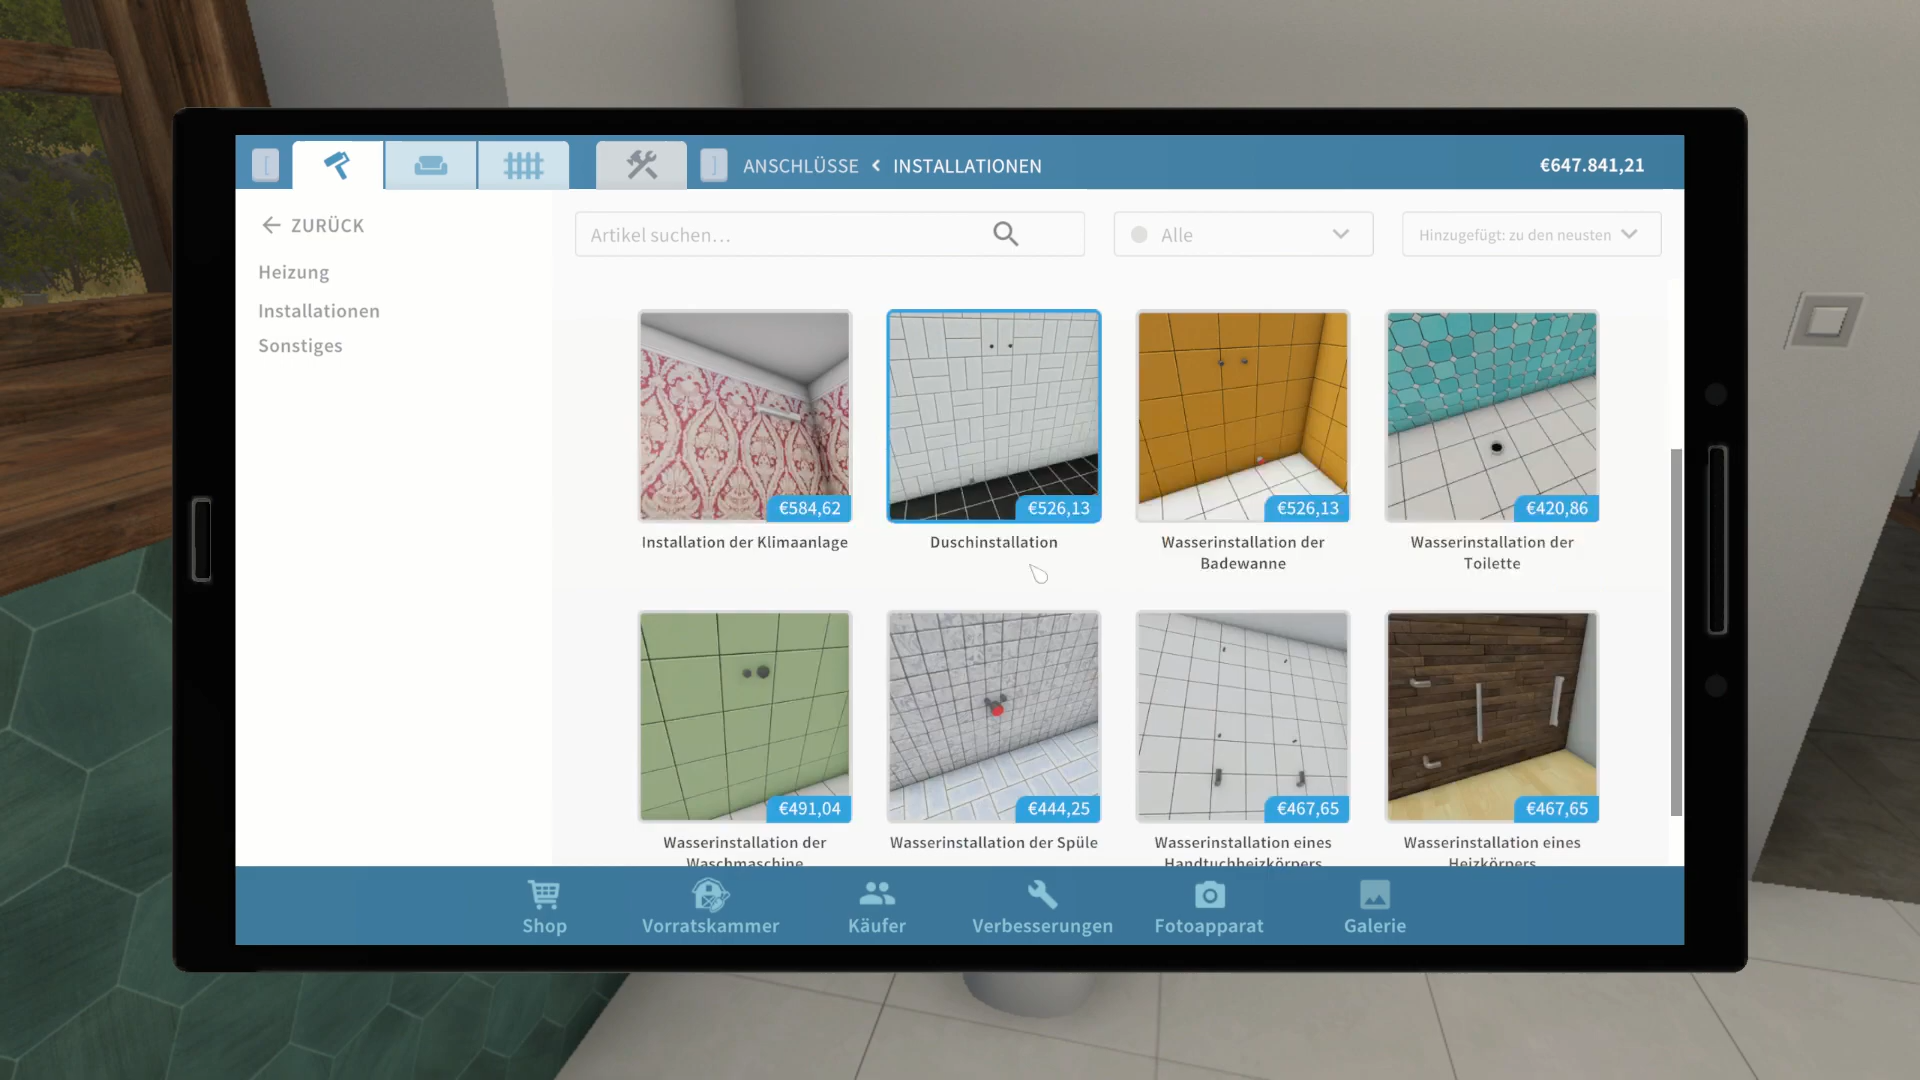 [
]
ANSCHLÜSSE < INSTALLATIONEN
€647.841,21
← ZURÜCK
Heizung
Installationen
Sonstiges
Artikel suchen...
Alle
Hinzugefügt: zu den neusten
€584,62
€526,13
€526,13
€420,86
Installation der Klimaanlage
Duschinstallation
Wasserinstallation der
Badewanne
Wasserinstallation der
Toilette
€491,04
€444,25
€467,65
€467,65
Wasserinstallation der
Waschmaschine
Wasserinstallation der Spüle
Wasserinstallation eines
Handtuchheizkörpers
Wasserinstallation eines
Heizkörpers
Shop
Vorratskammer
Käufer
Verbesserungen
Fotoapparat
Galerie